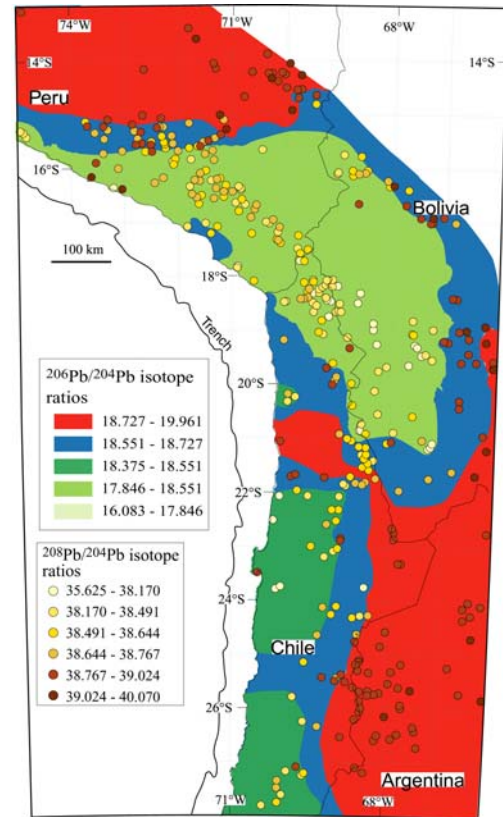 74°W
71°W
68°W
14°S
14°S
Peru
16°S
Bolivia
100 km
18°S
Trench
²⁰⁶Pb/²⁰⁴Pb isotope
ratios
18.727 - 19.961
18.551 - 18.727
18.375 - 18.551
17.846 - 18.551
16.083 - 17.846
20°S
22°S
²⁰⁸Pb/²⁰⁴Pb isotope
ratios
35.625 - 38.170
38.170 - 38.491
38.491 - 38.644
38.644 - 38.767
38.767 - 39.024
39.024 - 40.070
24°S
Chile
26°S
Argentina
71°W
68°W